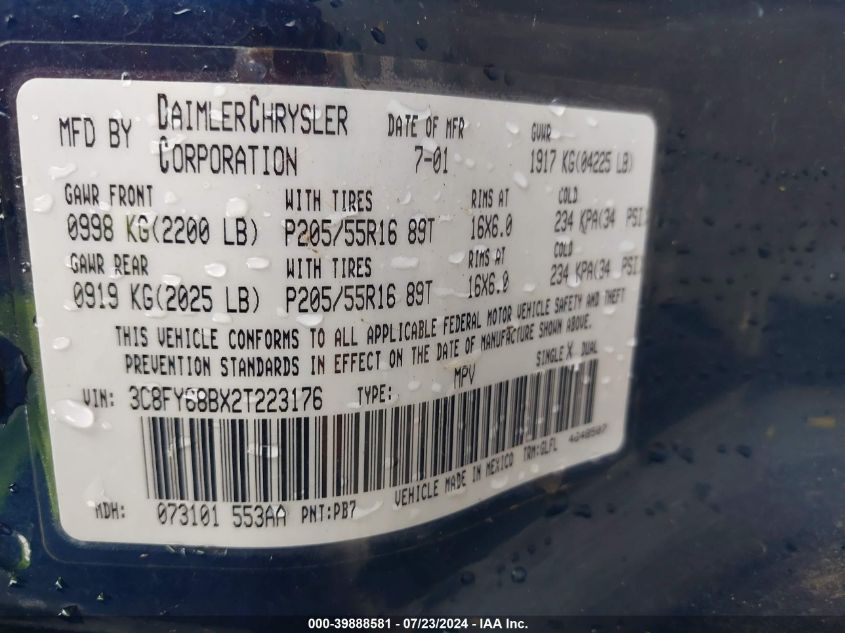 MFD BY DAIMLERCHRYSLER CORPORATION
DATE OF MFR 7-01
GVWR 1917 KG(04225 LB)
GAWR FRONT WITH TIRES RIMS AT COLD
0998 KG(2200 LB) P205/55R16 89T 16X6.0 234 KPA(34 PSI)
GAWR REAR WITH TIRES RIMS AT COLD
0919 KG(2025 LB) P205/55R16 89T 16X6.0 234 KPA(34 PSI)
THIS VEHICLE CONFORMS TO ALL APPLICABLE FEDERAL MOTOR VEHICLE SAFETY AND THEFT
PREVENTION STANDARDS IN EFFECT ON THE DATE OF MANUFACTURE SHOWN ABOVE.
VIN: 3C8FY68BX2T223176 TYPE: MPV SINGLE X DUAL
VEHICLE MADE IN MEXICO TRM:GLFL 4248507
MDH: 073101 553AA PNT:PB7
000-39888581 - 07/23/2024 - IAA Inc.